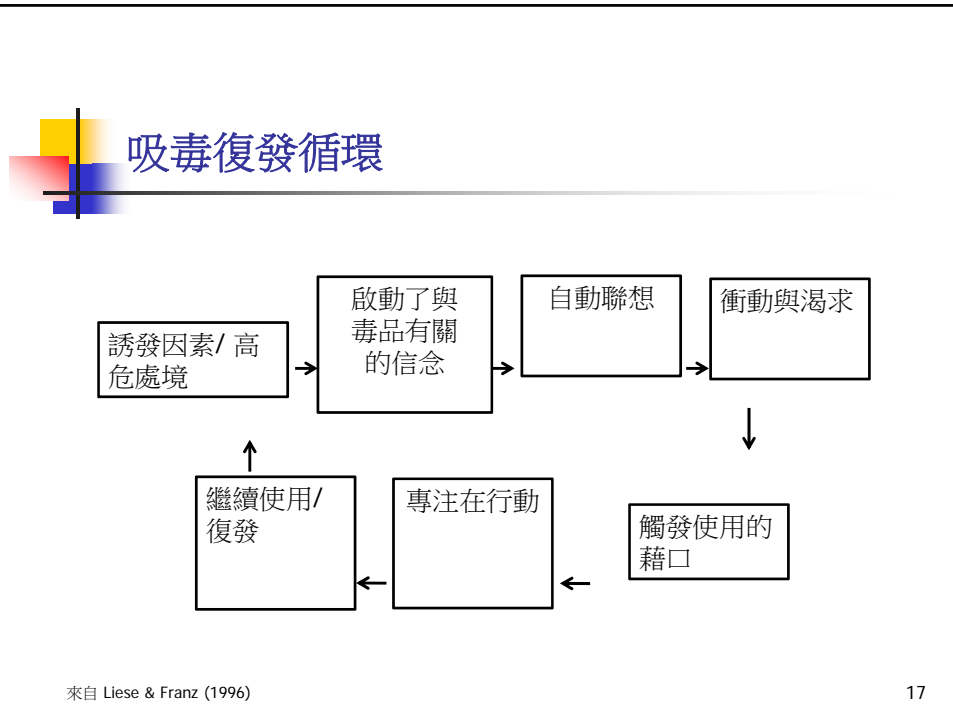 吸毒復發循環
誘發因素/ 高
危處境
啟動了與
毒品有關
的信念
自動聯想
衝動與渴求
觸發使用的
藉口
專注在行動
繼續使用/
復發
來自 Liese & Franz (1996)
17